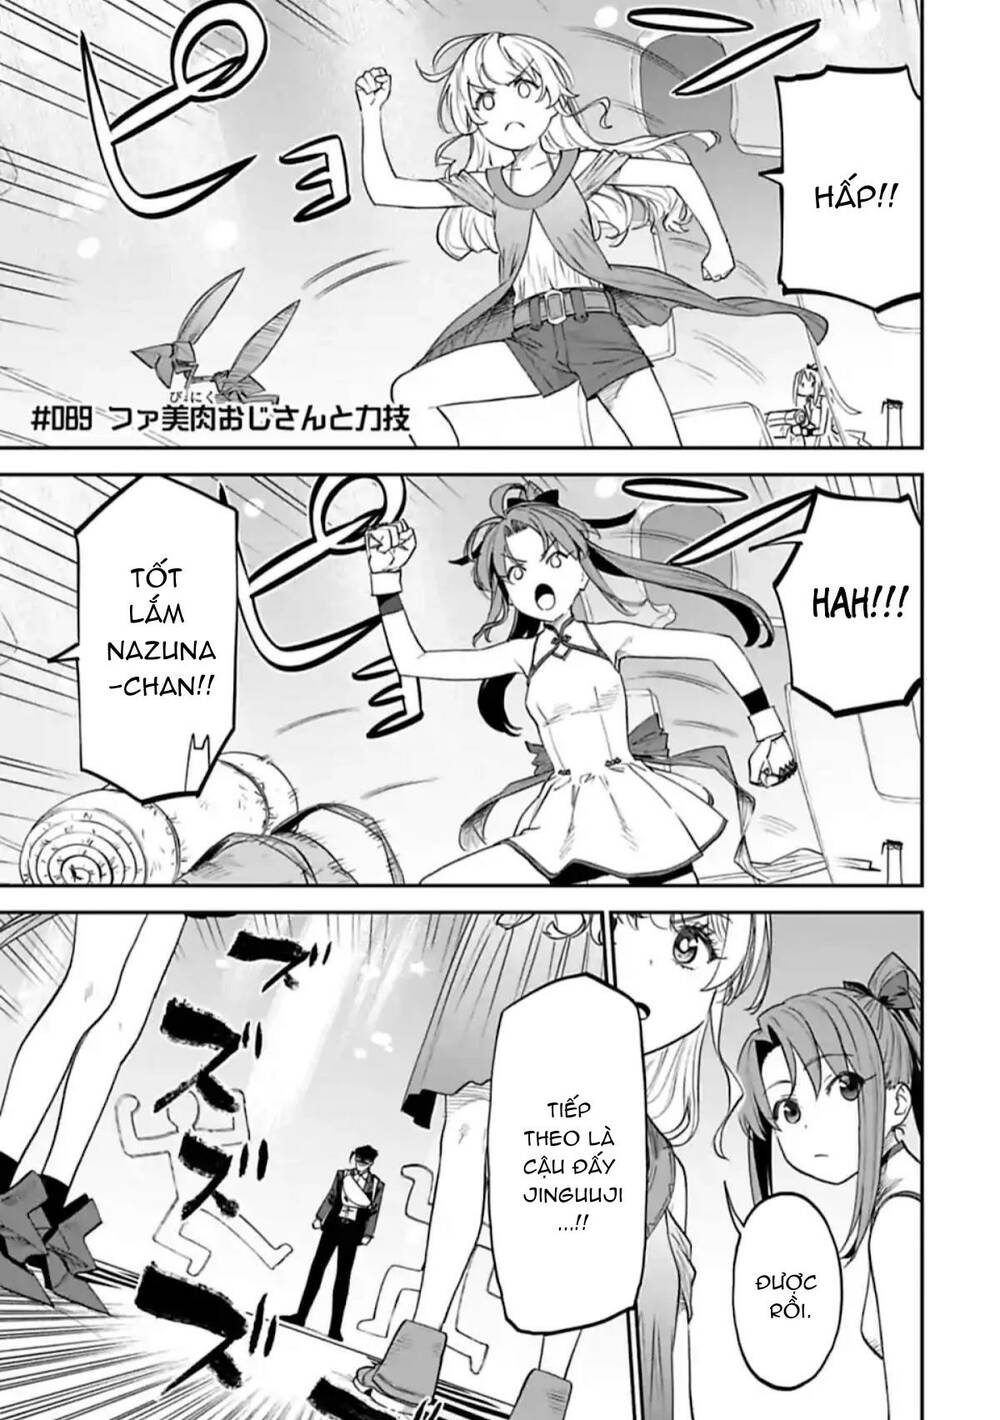 ピョ
HẤP!!
びにく
#089 ファ美肉おじさんと力技
ピョ
HAH!!!
TỐT
LẮM
NAZUNA
-CHAN!!
TIẾP
THEO LÀ
CẬU ĐẤY
JINGUUJI
...!!
ĐƯỢC
RỒI.
ズズズ